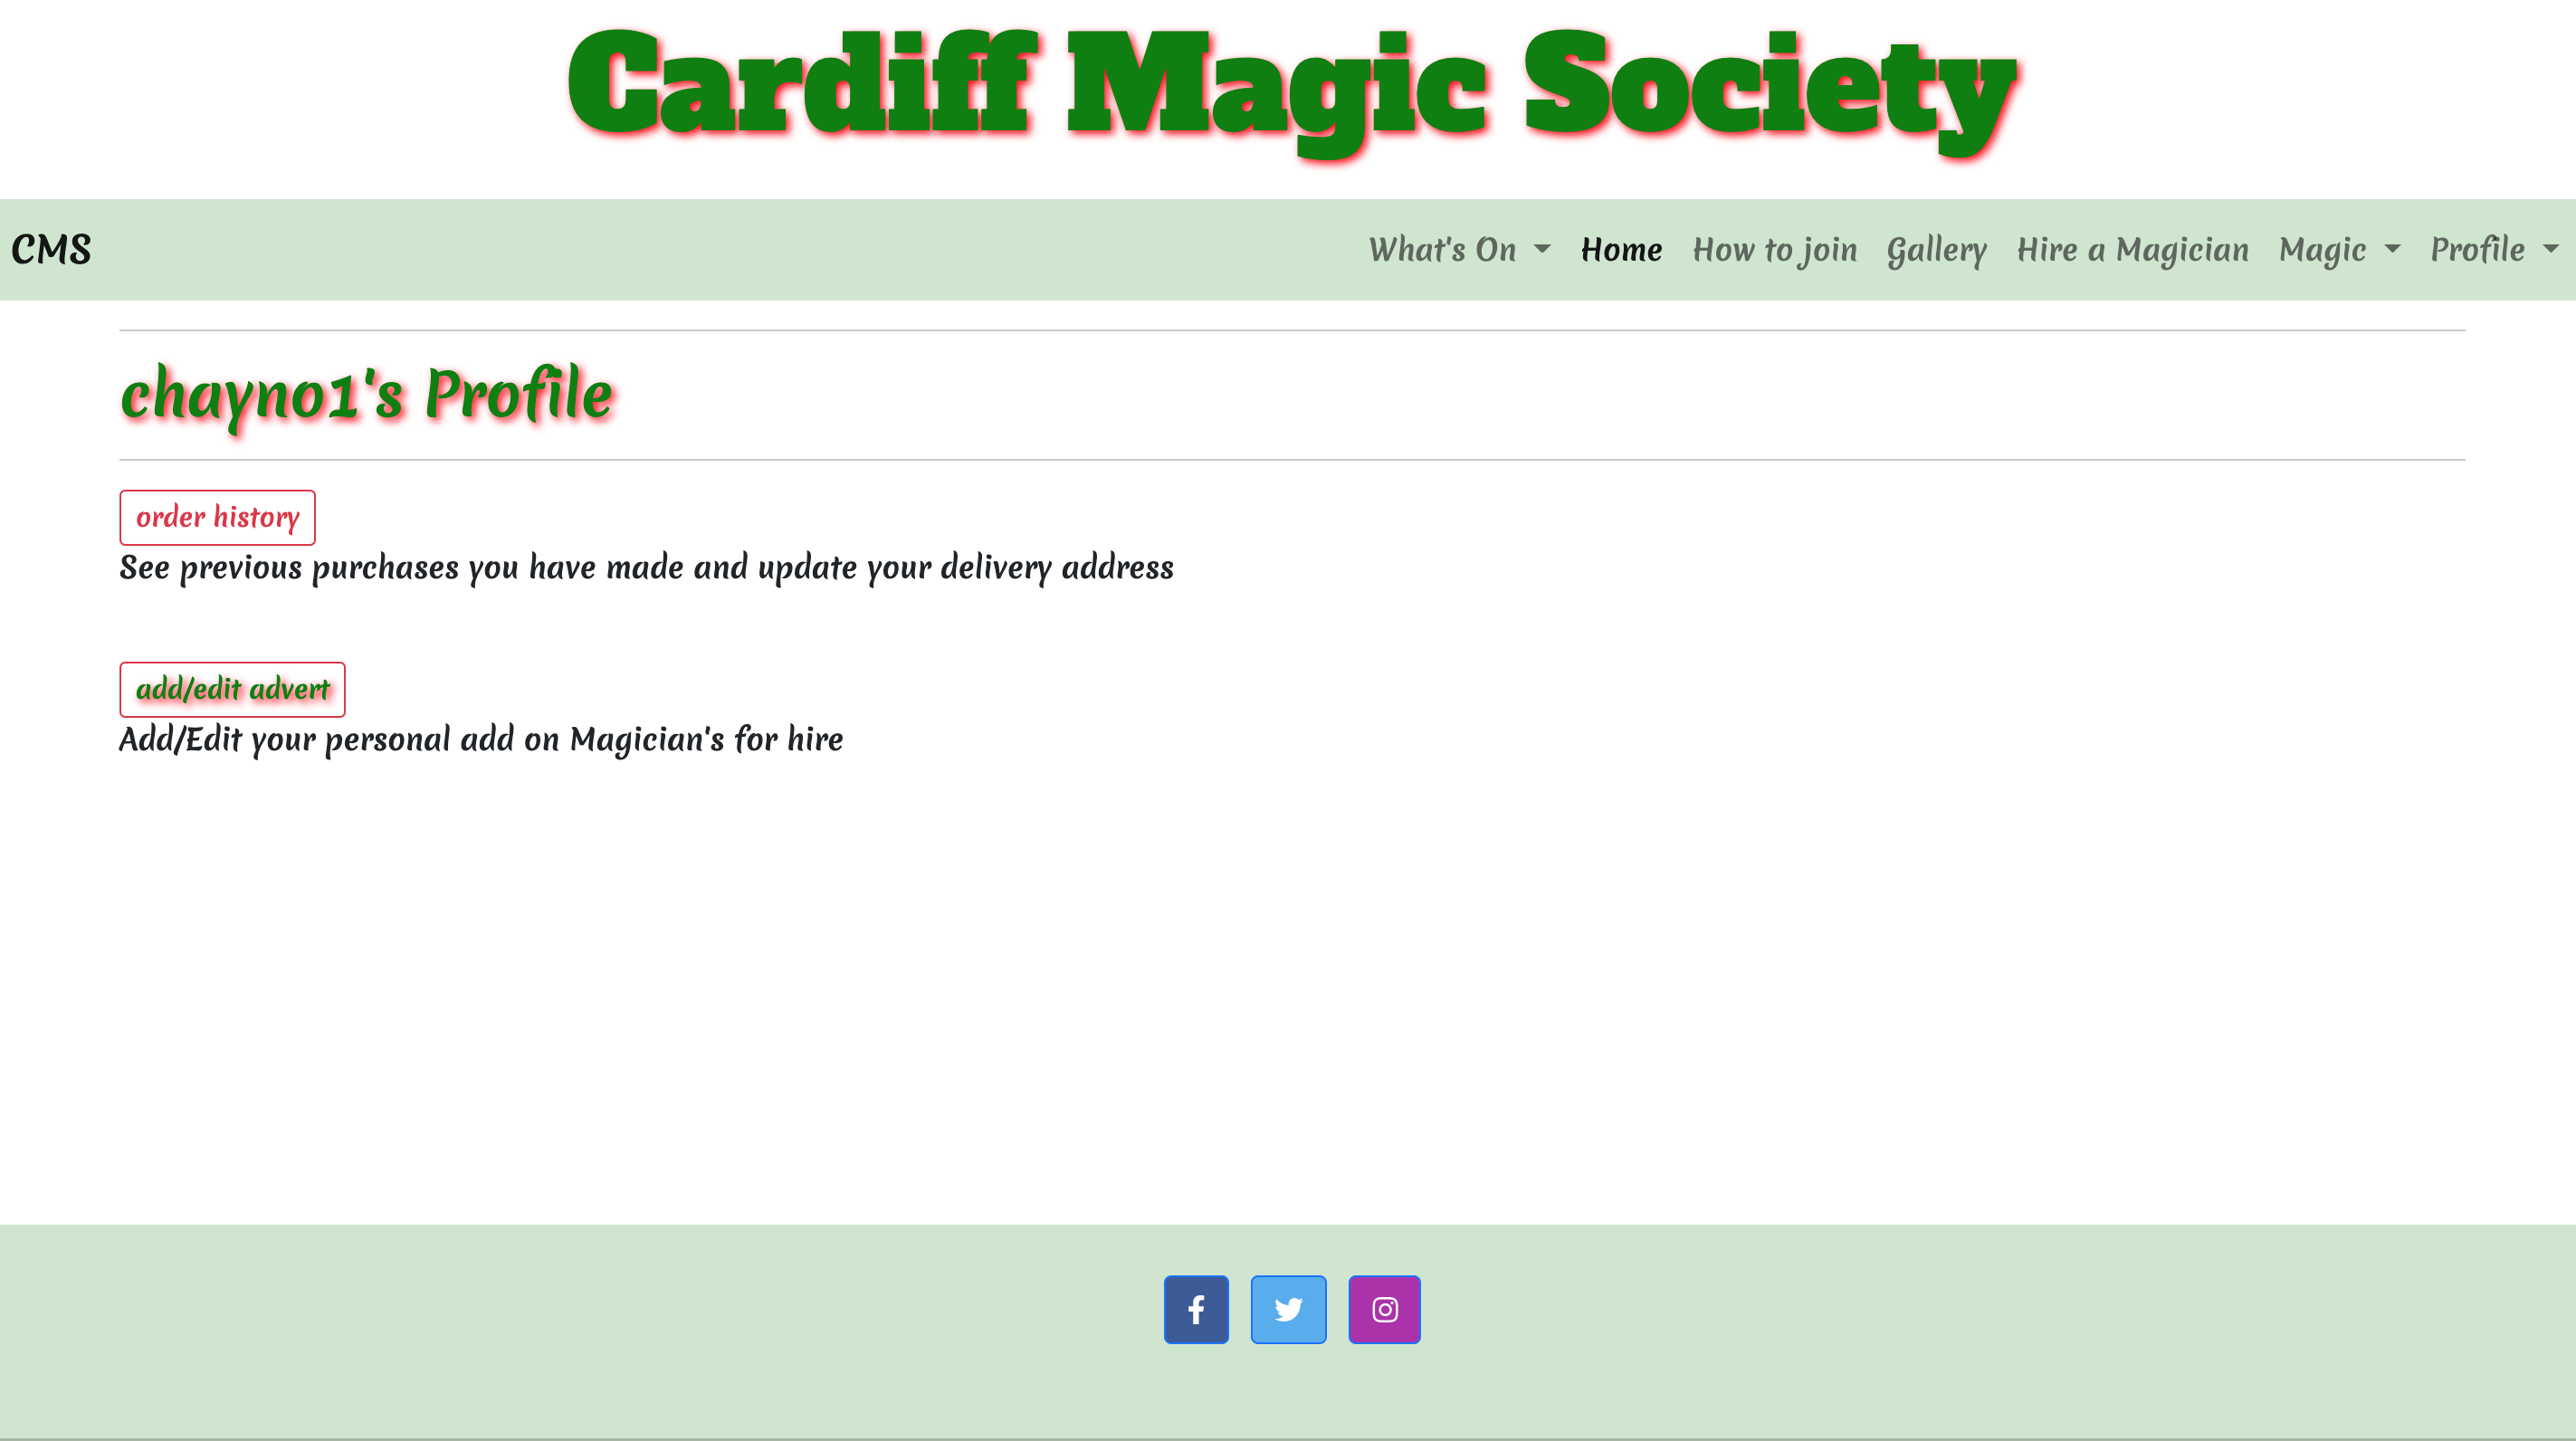 Cardiff Magic Society
CMS What's On Home How to join Gallery Hire a Magician Magic Profile
chayno1's Profile
order history
See previous purchases you have made and update your delivery address
add/edit advert
Add/Edit your personal add on Magician's for hire